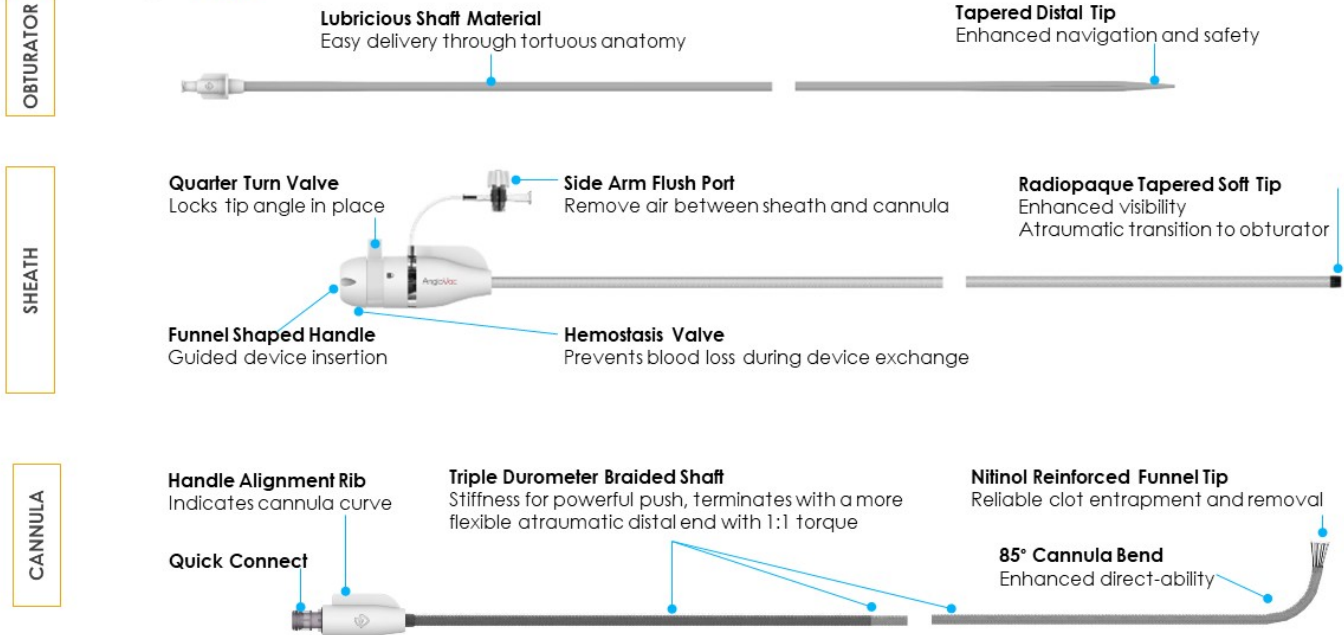 OBTURATOR
Lubricious Shaft Material
Easy delivery through tortuous anatomy
Tapered Distal Tip
Enhanced navigation and safety
SHEATH
Quarter Turn Valve
Locks tip angle in place
Side Arm Flush Port
Remove air between sheath and cannula
Radiopaque Tapered Soft Tip
Enhanced visibility
Atraumatic transition to obturator
AngioVac
Funnel Shaped Handle
Guided device insertion
Hemostasis Valve
Prevents blood loss during device exchange
CANNULA
Handle Alignment Rib
Indicates cannula curve
Triple Durometer Braided Shaft
Stiffness for powerful push, terminates with a more
flexible atraumatic distal end with 1:1 torque
Nitinol Reinforced Funnel Tip
Reliable clot entrapment and removal
Quick Connect
85° Cannula Bend
Enhanced direct-ability